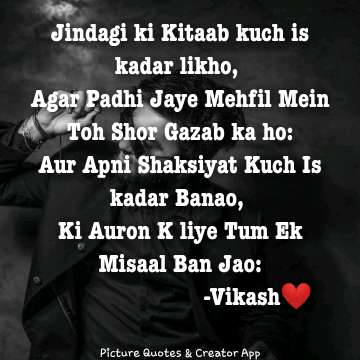 Jindagi ki Kitaab kuch is
kadar likho,
Agar Padhi Jaye Mehfil Mein
Toh Shor Gazab ka ho:
Aur Apni Shaksiyat Kuch Is
kadar Banao,
Ki Auron K liye Tum Ek
Misaal Ban Jao:
-Vikash❤️
Picture Quotes & Creator App